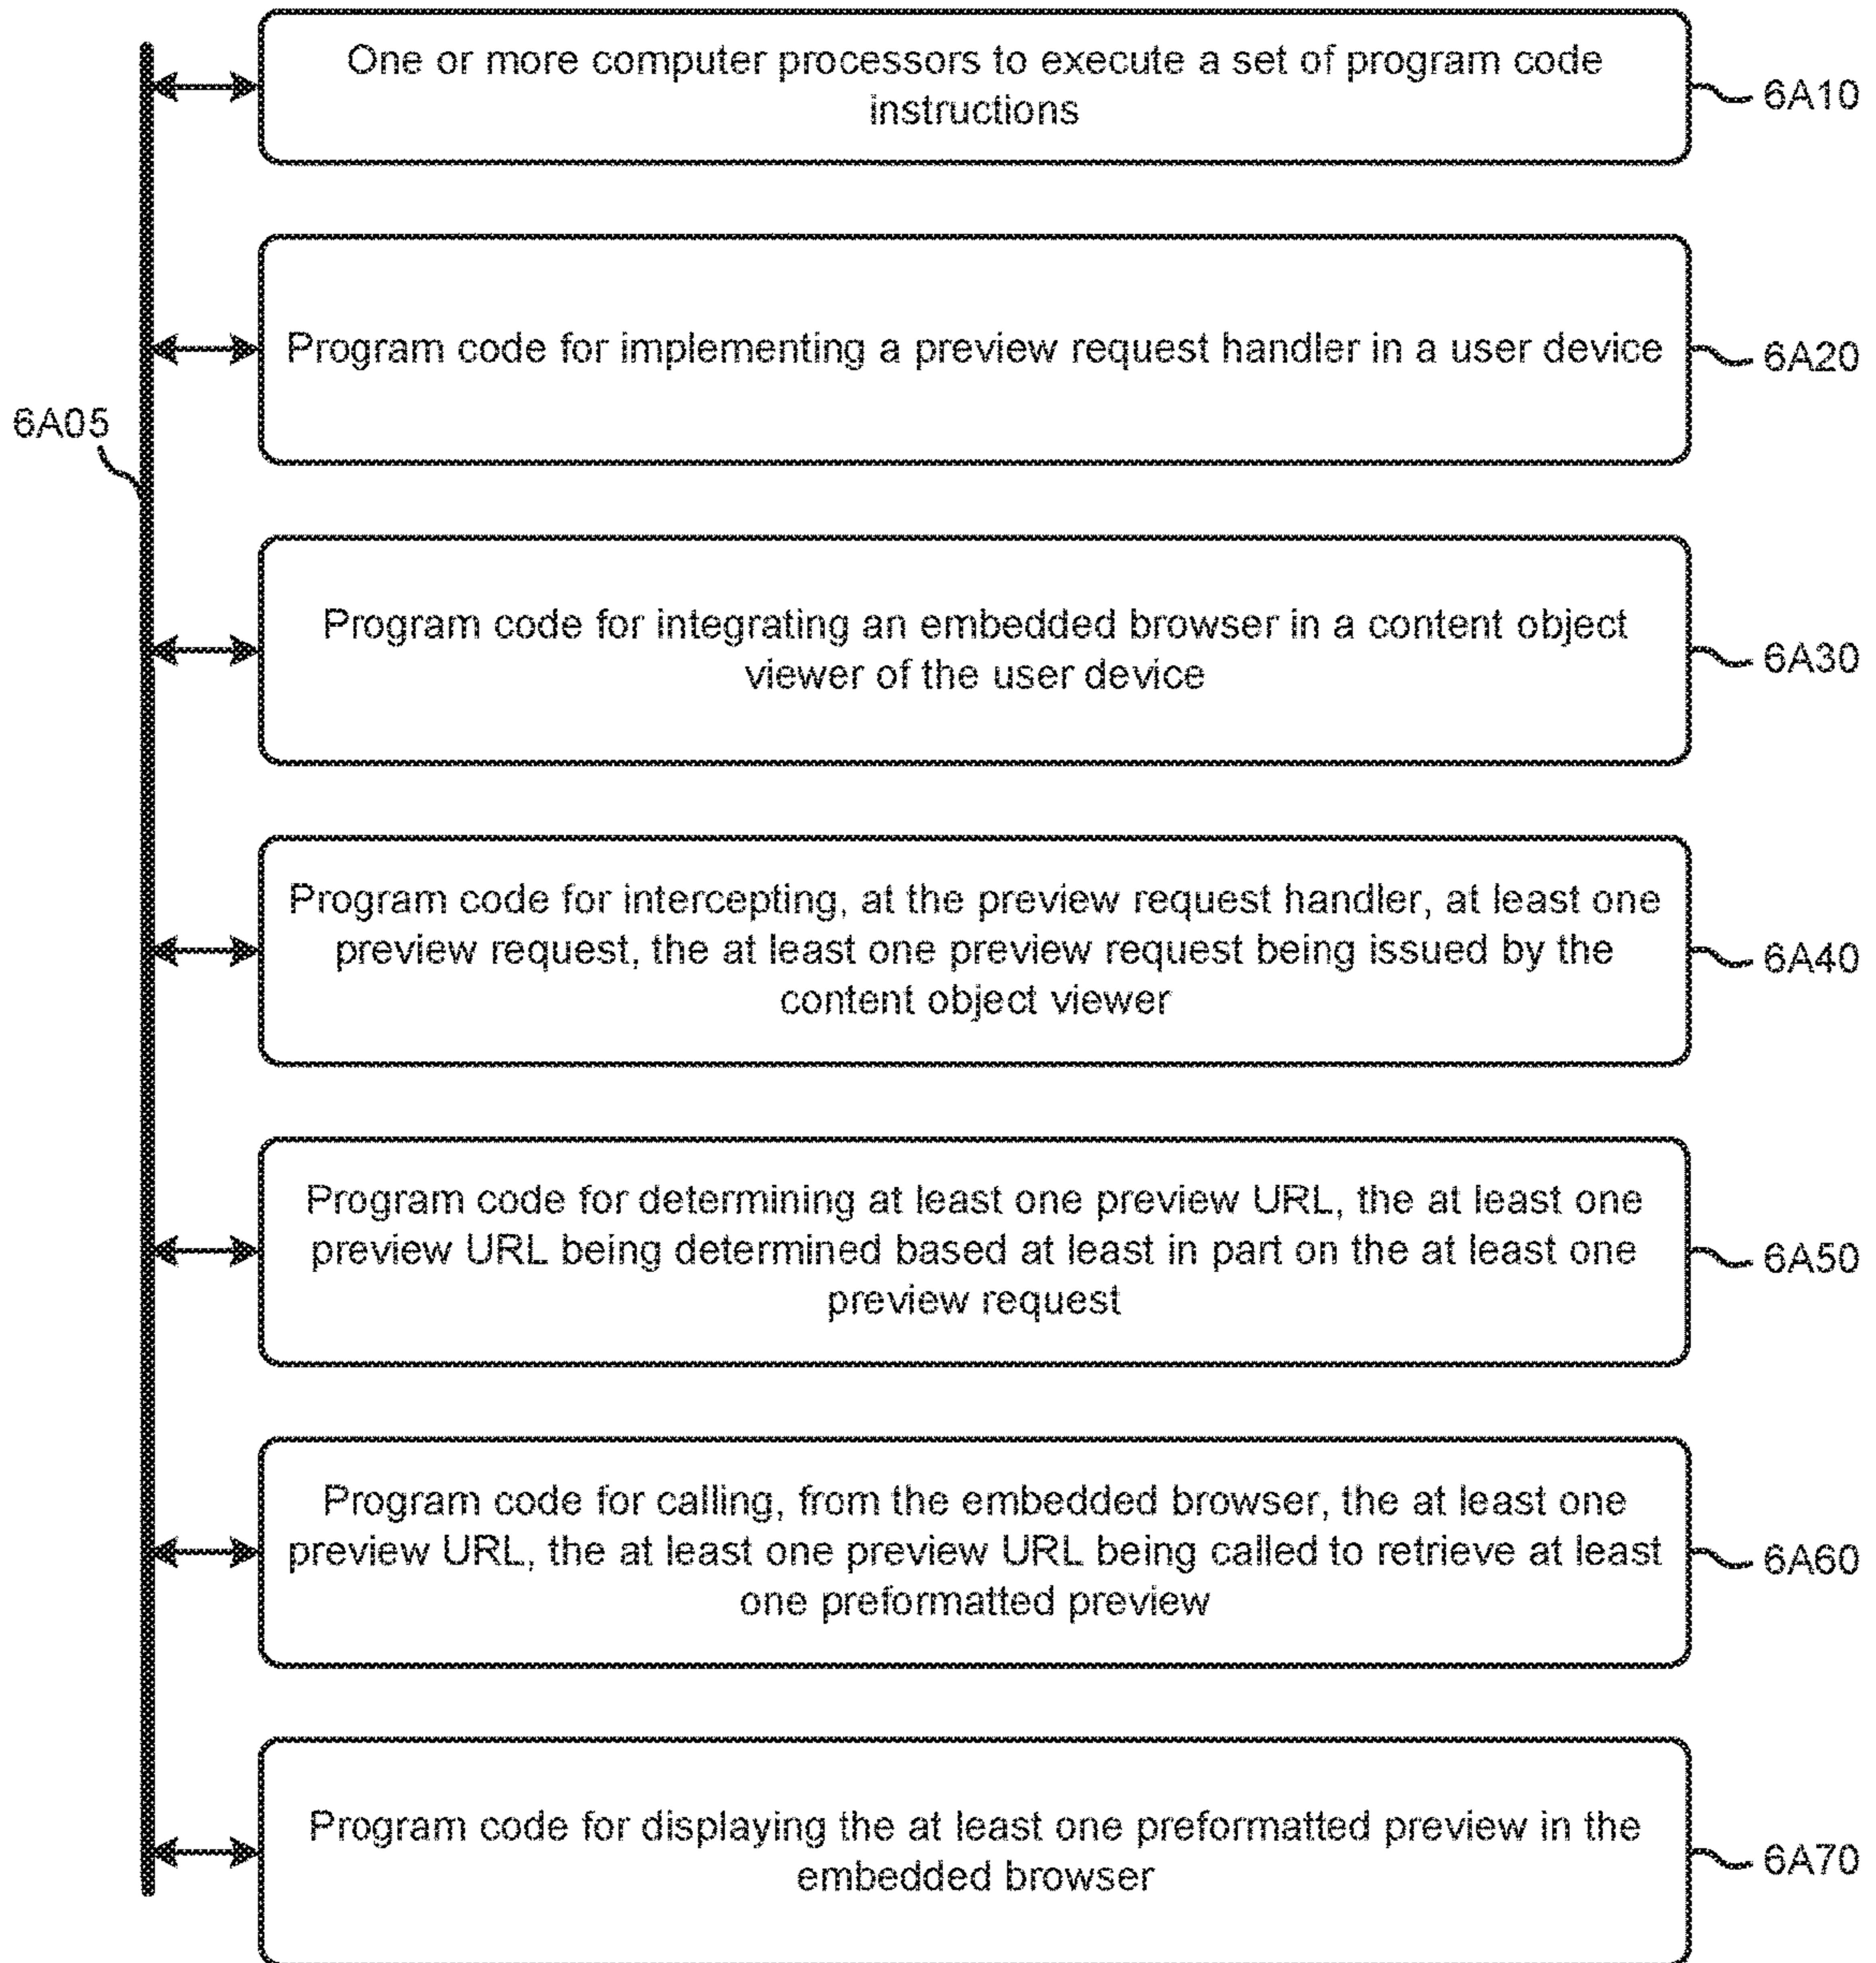 One or more computer processors to execute a set of program code
instructions
6A10
Program code for implementing a preview request handler in a user device
6A20
6A05
Program code for integrating an embedded browser in a content object
viewer of the user device
6A30
Program code for intercepting, at the preview request handler, at least one
preview request, the at least one preview request being issued by the
content object viewer
6A40
Program code for determining at least one preview URL, the at least one
preview URL being determined based at least in part on the at least one
preview request
6A50
Program code for calling, from the embedded browser, the at least one
preview URL, the at least one preview URL being called to retrieve at least
one preformatted preview
6A60
Program code for displaying the at least one preformatted preview in the
embedded browser
6A70